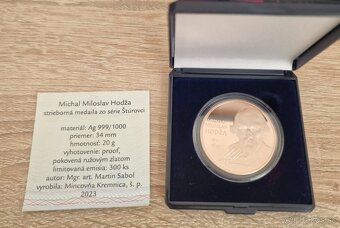 Michal Miloslav Hodža
strieborná medaila zo série Štúrovci
materiál: Ag 999/1000
priemer: 34 mm
hmotnosť: 20 g
vyhotovenie: proof,
pokovená ružovým zlatom
limitovaná emisia: 300 ks
autor: Mgr. art. Martin Sabol
vyrobila: Mincovňa Kremnica, š. p.
2023
HODŽA